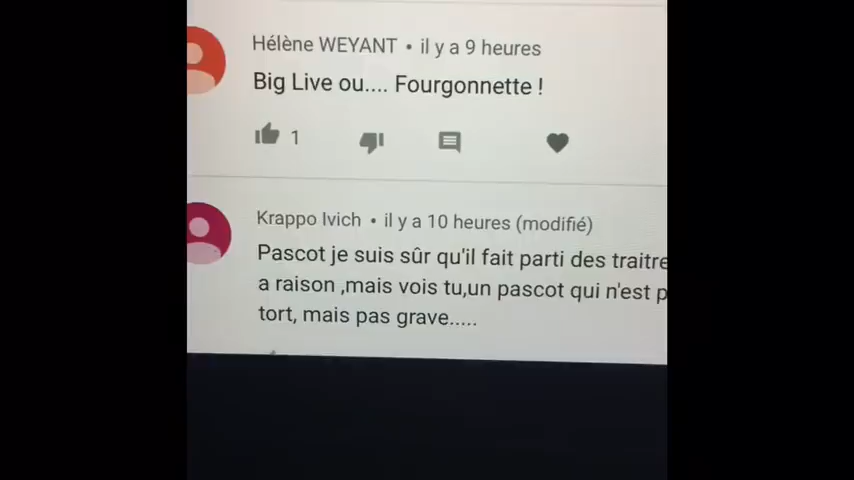 Hélène WEYANT • il y a 9 heures
Big Live ou.... Fourgonnette !
1
Krappo Ivich • il y a 10 heures (modifié)
Pascot je suis sûr qu'il fait parti des traitre
a raison ,mais vois tu,un pascot qui n'est p
tort, mais pas grave.....